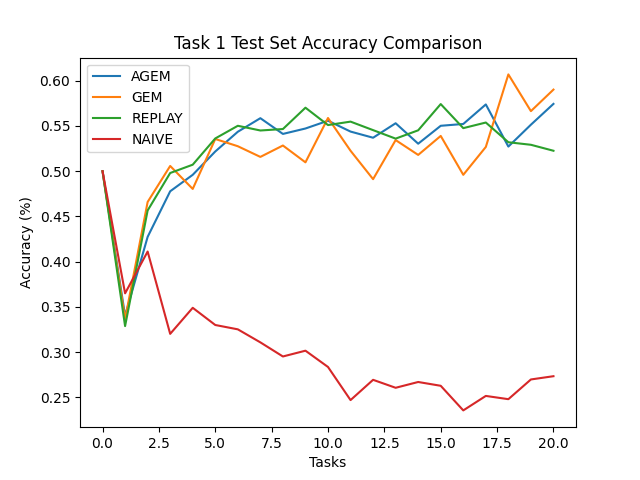 Task 1 Test Set Accuracy Comparison
AGEM
GEM
REPLAY
NAIVE
Accuracy (%)
0.60
0.55
0.50
0.45
0.40
0.35
0.30
0.25
0.0 2.5 5.0 7.5 10.0 12.5 15.0 17.5 20.0
Tasks